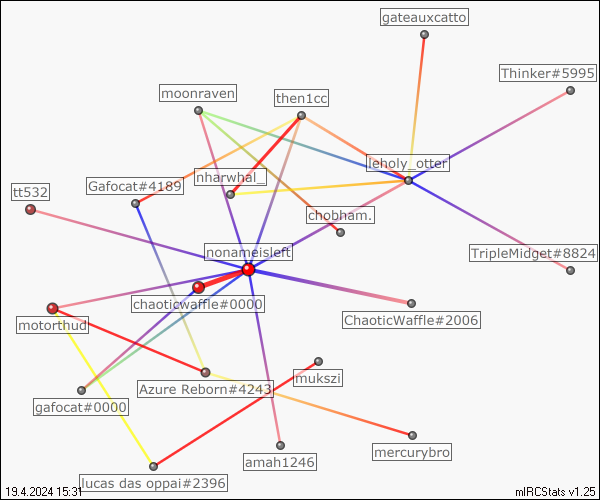 gateauxcatto
Thinker#5995
moonraven
then1cc
leholy_otter
nharwhal_
Gafocat#4189
tt532
chobham.
nonameisleft
TripleMidget#8824
chaoticwaffle#0000
ChaoticWaffle#2006
motorthud
mukszi
Azure Reborn#4243
gafocat#0000
mercurybro
amah1246
lucas das oppai#2396
19.4.2024 15:31
mIRCStats v1.25